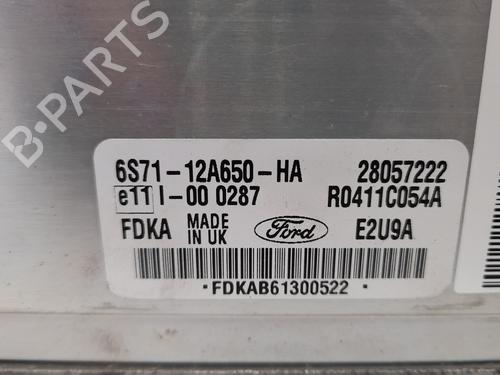 B-PARTS
6S71-12A650-HA 28057222
e11 I-00 0287 R0411C054A
FDKA MADE IN UK Ford E2U9A
FDKAB61300522